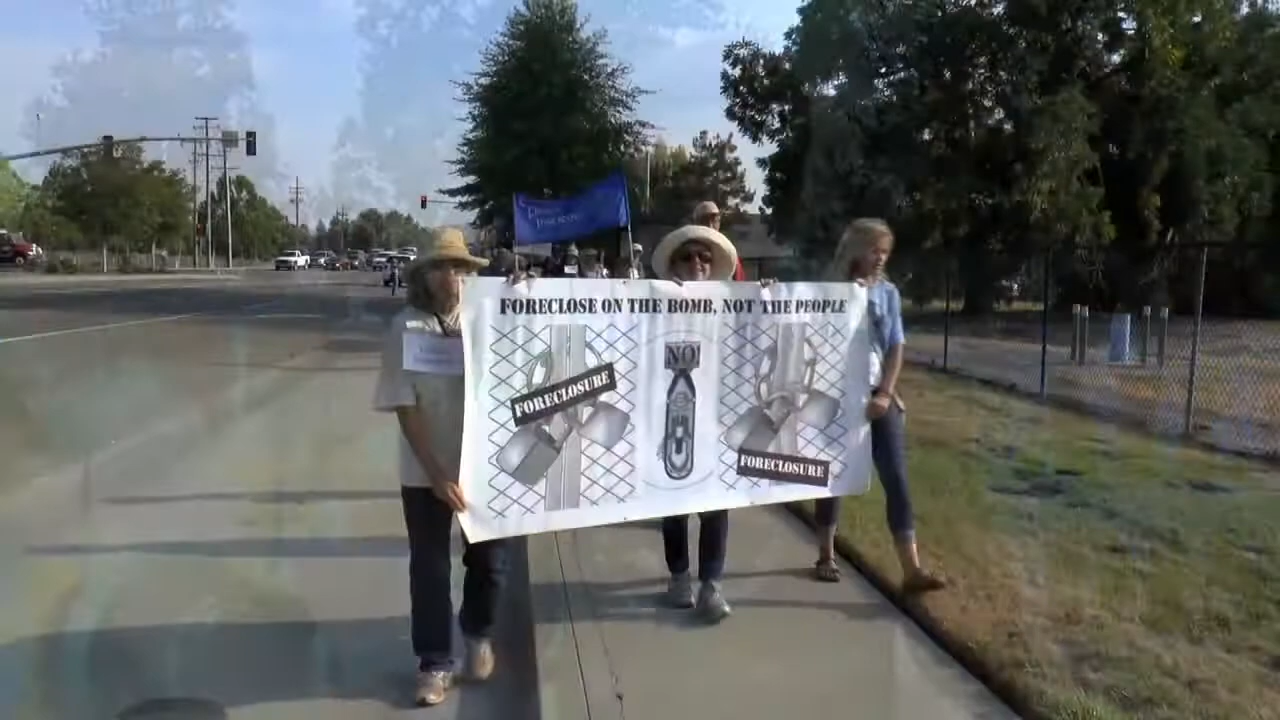 FORECLOSE ON THE BOMB, NOT THE PEOPLE
NO!
FORECLOSURE
FORECLOSURE